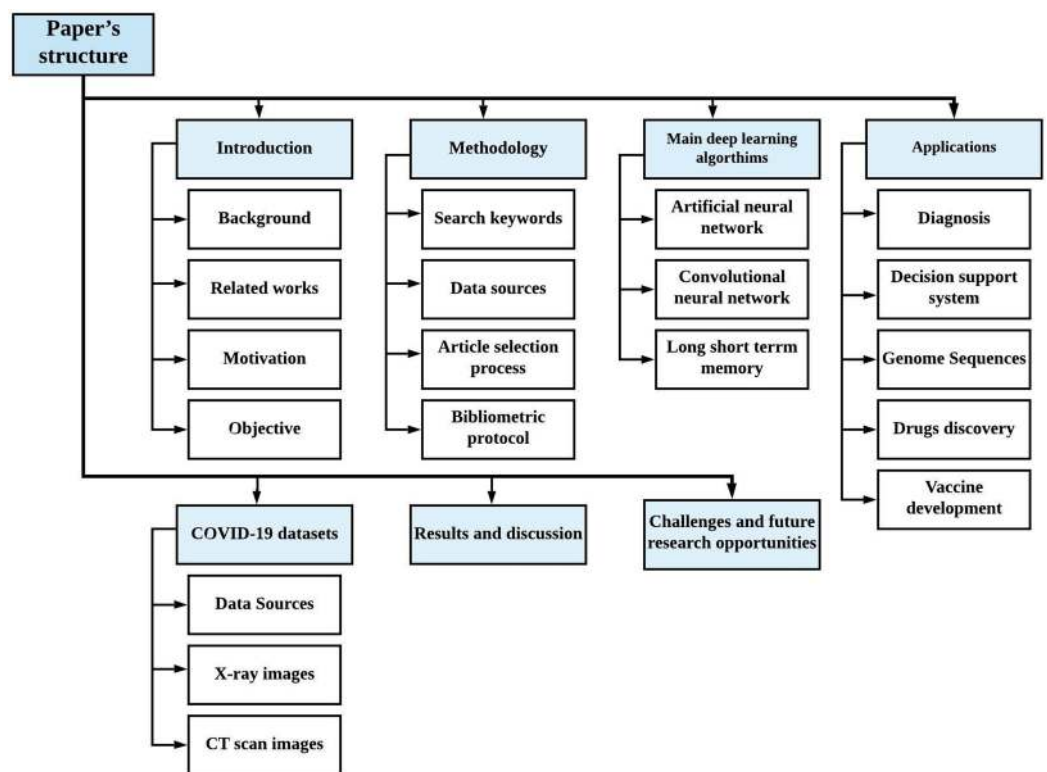 Paper's
structure
Introduction
Background
Related works
Motivation
Objective
Methodology
Search keywords
Data sources
Article selection
process
Bibliometric
protocol
Main deep learning
algorthims
Artificial neural
network
Convolutional
neural network
Long short terrm
memory
Applications
Diagnosis
Decision support
system
Genome Sequences
Drugs discovery
Vaccine
development
COVID-19 datasets
Data Sources
X-ray images
CT scan images
Results and discussion
Challenges and future
research opportunities